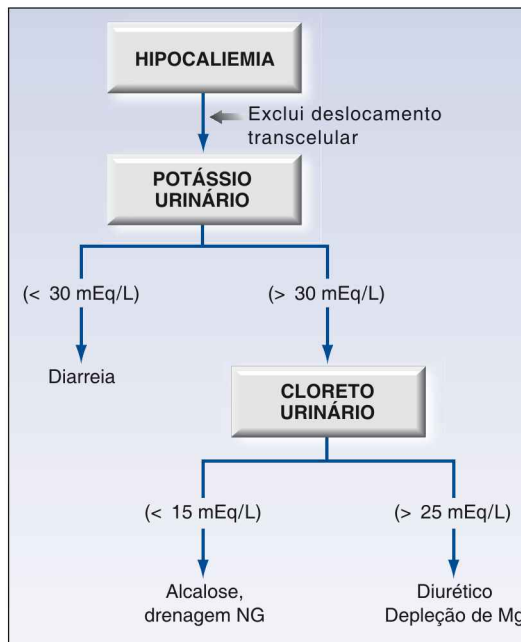 HIPOCALIEMIA
Exclui deslocamento
transcelular
POTÁSSIO
URINÁRIO
(< 30 mEq/L)
(> 30 mEq/L)
Diarreia
CLORETO
URINÁRIO
(< 15 mEq/L)
(> 25 mEq/L)
Alcalose,
drenagem NG
Diurético
Depleção de Mg